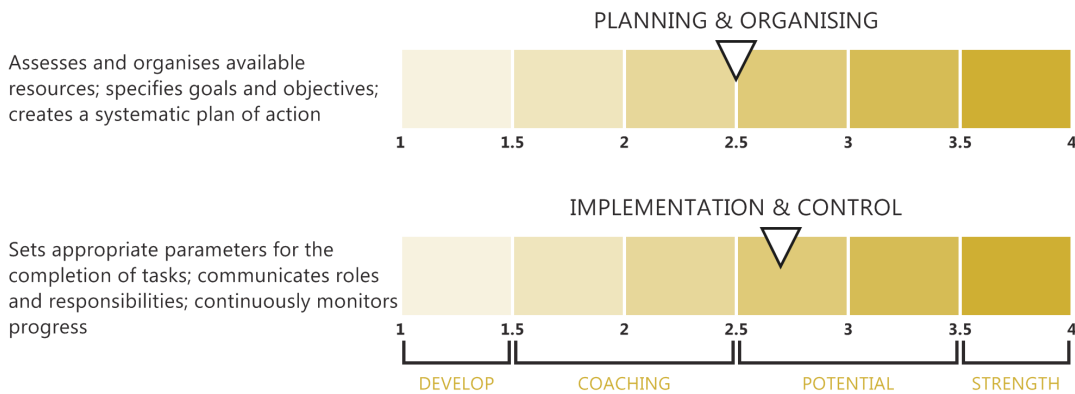 PLANNING & ORGANISING
Assesses and organises available
resources; specifies goals and objectives;
creates a systematic plan of action
1 1.5 2 2.5 3 3.5 4
IMPLEMENTATION & CONTROL
Sets appropriate parameters for the
completion of tasks; communicates roles
and responsibilities; continuously monitors
progress
1 1.5 2 2.5 3 3.5 4
DEVELOP COACHING POTENTIAL STRENGTH